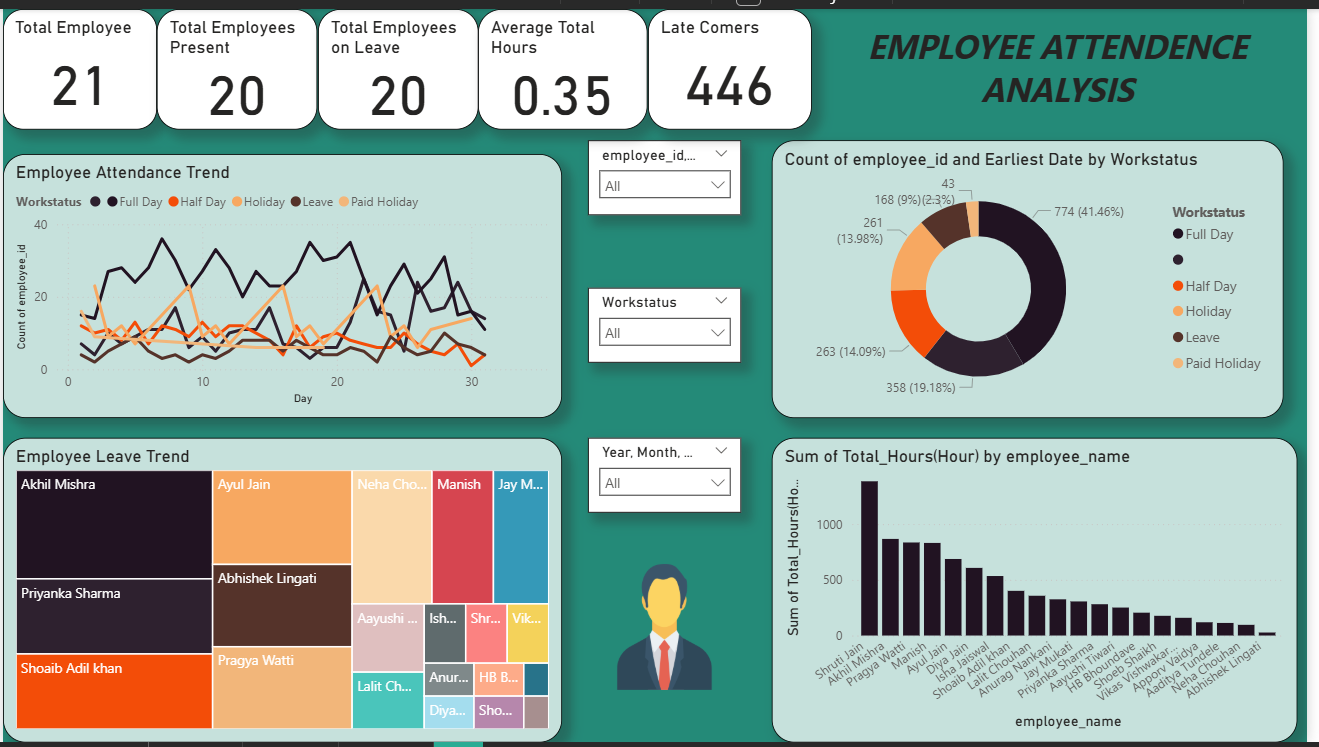 Total Employee
21
Total Employees
Present
20
Total Employees
on Leave
20
Average Total
Hours
0.35
Late Comers
446
EMPLOYEE ATTENDENCE
ANALYSIS
Employee Attendance Trend
Workstatus
Full Day
Half Day
Holiday
Leave
Paid Holiday
Count of employee_id
40
20
0
0
10
20
30
Day
employee_id,...
All
Workstatus
All
Year, Month, ...
All
Count of employee_id and Earliest Date by Workstatus
43
(2.3%)
168 (9%)
261
(13.98%)
263 (14.09%)
358 (19.18%)
774 (41.46%)
Workstatus
Full Day
Half Day
Holiday
Leave
Paid Holiday
Employee Leave Trend
Akhil Mishra
Priyanka Sharma
Shoaib Adil khan
Ayul Jain
Abhishek Lingati
Pragya Watti
Neha Cho...
Manish
Jay M...
Aayushi ...
Lalit Ch...
Ish...
Shr...
Vik...
Anur...
HB B...
Diya...
Sho...
Sum of Total_Hours(Hour) by employee_name
Sum of Total_Hours(Ho...
1000
500
0
Shruti Jain
Akhil Mishra
Pragya Watti
Manish
Ayul Jain
Diya Jain
Isha Jaiswal
Shoaib Adil khan
Lalit Chouhan
Anurag Nankani
Jay Mukati
Priyanka Sharma
Aayushi Tiwari
HB Bhoundave
Shoeb Shaikh
Vikas Vishwakar...
Appory Vaidya
Aaditya Tundele
Neha Chouhan
Abhishek Lingati
employee_name